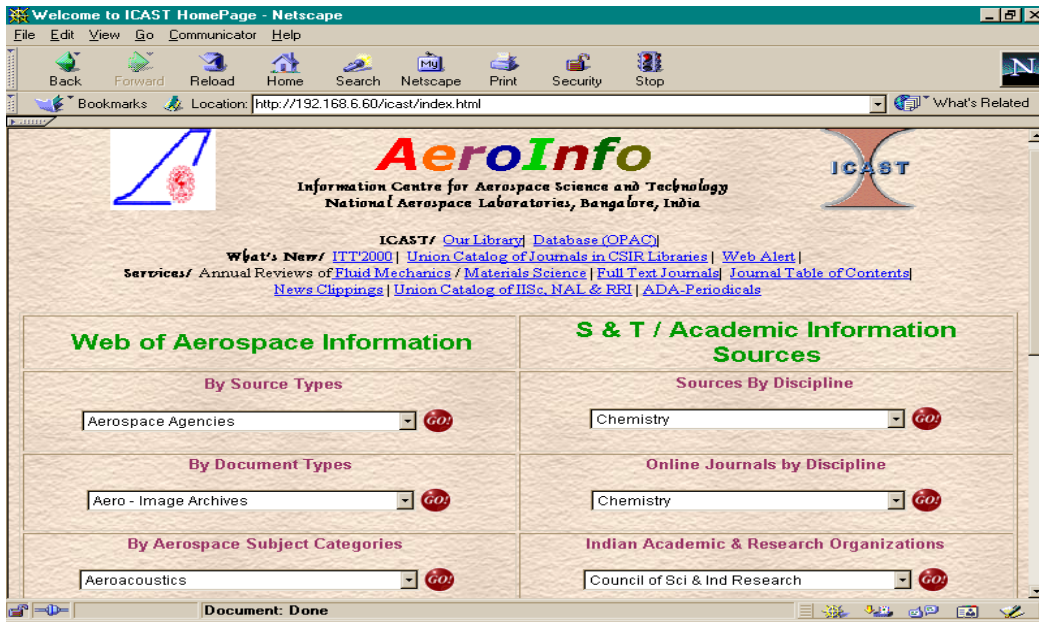 Welcome to ICAST HomePage - Netscape
File Edit View Go Communicator Help
My
N
Back Forward Reload Home Search Netscape Print Security Stop
Bookmarks Location: http://192.168.6.60/icast/index.html What's Related
AeroInfo
ICAST
Information Centre for Aerospace Science and Technology
National Aerospace Laboratories, Bangalore, India
ICAST/ Our Library| Database (OPAC)|
What's New/ ITT'2000| Union Catalog of Journals in CSIR Libraries | Web Alert |
Services/ Annual Reviews of Fluid Mechanics / Materials Science | Full Text Journals| Journal Table of Contents|
News Clippings | Union Catalog of IISc, NAL & RRI | ADA-Periodicals
Web of Aerospace Information
S & T / Academic Information
Sources
By Source Types
Sources By Discipline
Aerospace Agencies GO!
Chemistry GO!
By Document Types
Online Journals by Discipline
Aero - Image Archives GO!
Chemistry GO!
By Aerospace Subject Categories
Indian Academic & Research Organizations
Aeroacoustics GO!
Council of Sci & Ind Research GO!
Document: Done